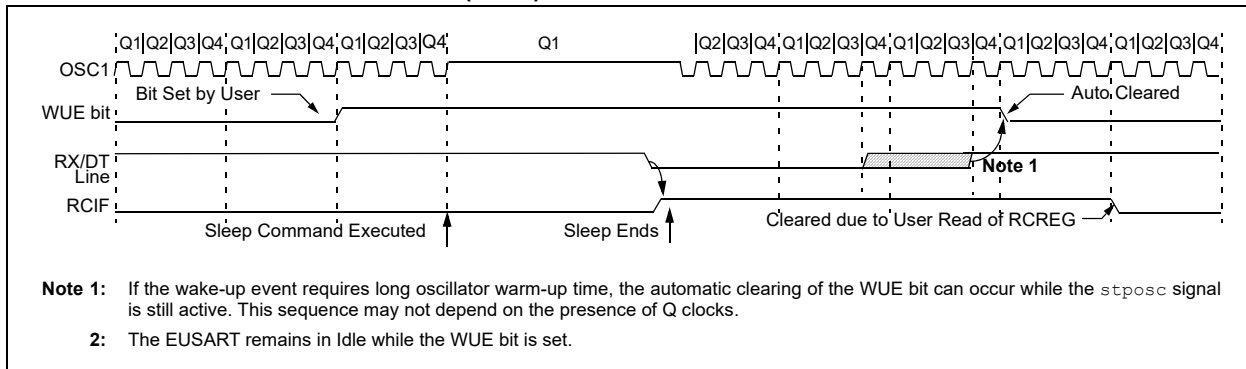 Q1 Q2 Q3 Q4 Q1 Q2 Q3 Q4 Q1 Q2 Q3 Q4 Q1 Q2 Q3 Q4 Q1 Q2 Q3 Q4 Q1 Q2 Q3 Q4 Q1 Q2 Q3 Q4
OSC1
Bit Set by User Auto Cleared
WUE bit
RX/DT
Line
Note 1
RCIF
Sleep Command Executed Sleep Ends Cleared due to User Read of RCREG
Note 1: If the wake-up event requires long oscillator warm-up time, the automatic clearing of the WUE bit can occur while the stposc signal
is still active. This sequence may not depend on the presence of Q clocks.
2: The EUSART remains in Idle while the WUE bit is set.